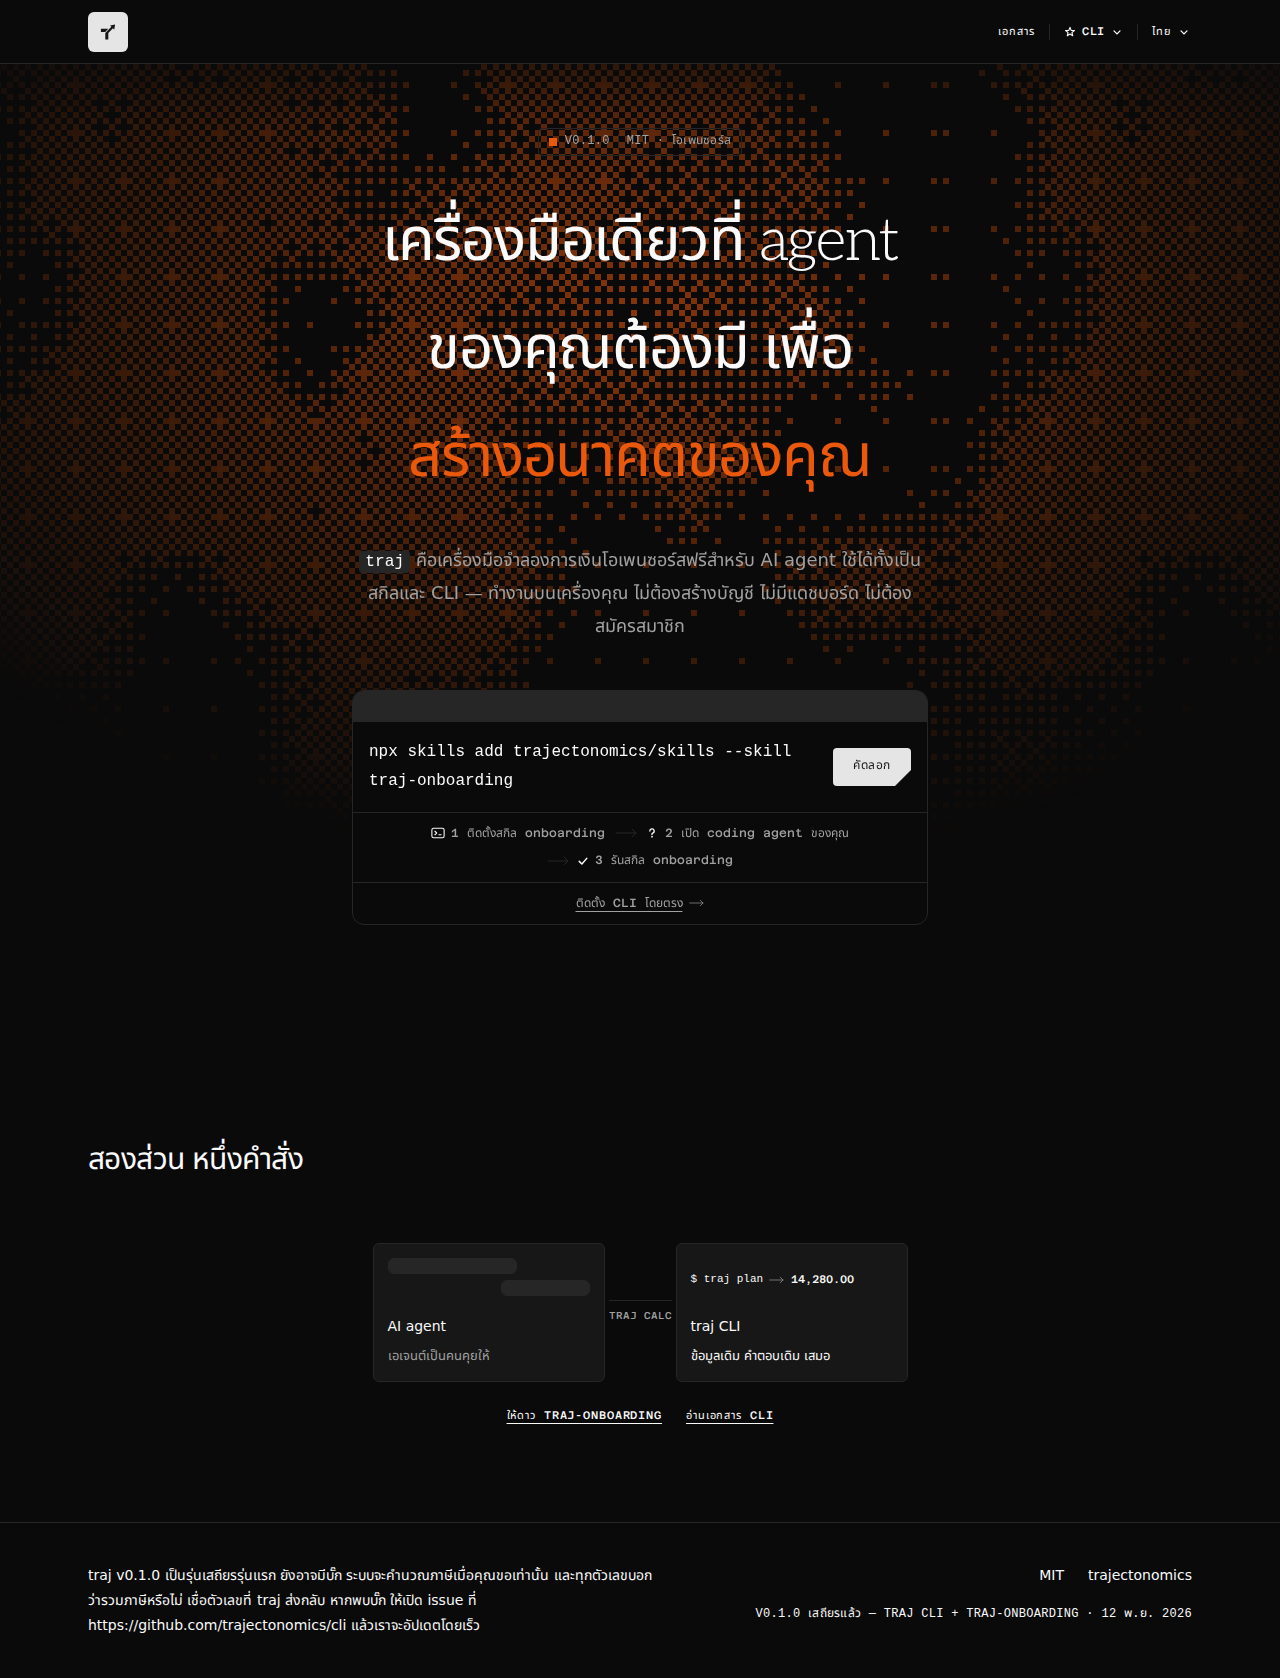 เอกสาร
CLI
ไทย
V0.1.0 MIT · โอเพนซอร์ส
เครื่องมือเดียวที่ agent
ของคุณต้องมี เพื่อ
สร้างอนาคตของคุณ
traj คือเครื่องมือจำลองการเงินโอเพนซอร์สฟรีสำหรับ AI agent ใช้ได้ทั้งเป็น
สกิลและ CLI — ทำงานบนเครื่องคุณ ไม่ต้องสร้างบัญชี ไม่มีแดชบอร์ด ไม่ต้อง
สมัครสมาชิก
npx skills add trajectonomics/skills --skill
traj-onboarding
คัดลอก
1 ติดตั้งสกิล onboarding
? 2 เปิด coding agent ของคุณ
3 รันสกิล onboarding
ติดตั้ง CLI โดยตรง
สองส่วน หนึ่งคำสั่ง
AI agent
เอเจนต์เป็นคนคุยให้
TRAJ CALC
$ traj plan 14,280.00
traj CLI
ข้อมูลเดิม คำตอบเดิม เสมอ
ให้ดาว TRAJ-ONBOARDING
อ่านเอกสาร CLI
traj v0.1.0 เป็นรุ่นเสถียรรุ่นแรก ยังอาจมีบั๊ก ระบบจะคำนวณภาษีเมื่อคุณขอเท่านั้น และทุกตัวเลขบอก
ว่ารวมภาษีหรือไม่ เชื่อตัวเลขที่ traj ส่งกลับ หากพบบั๊ก ให้เปิด issue ที่
https://github.com/trajectonomics/cli แล้วเราจะอัปเดตโดยเร็ว
MIT trajectonomics
V0.1.0 เสถียรแล้ว — TRAJ CLI + TRAJ-ONBOARDING · 12 พ.ย. 2026